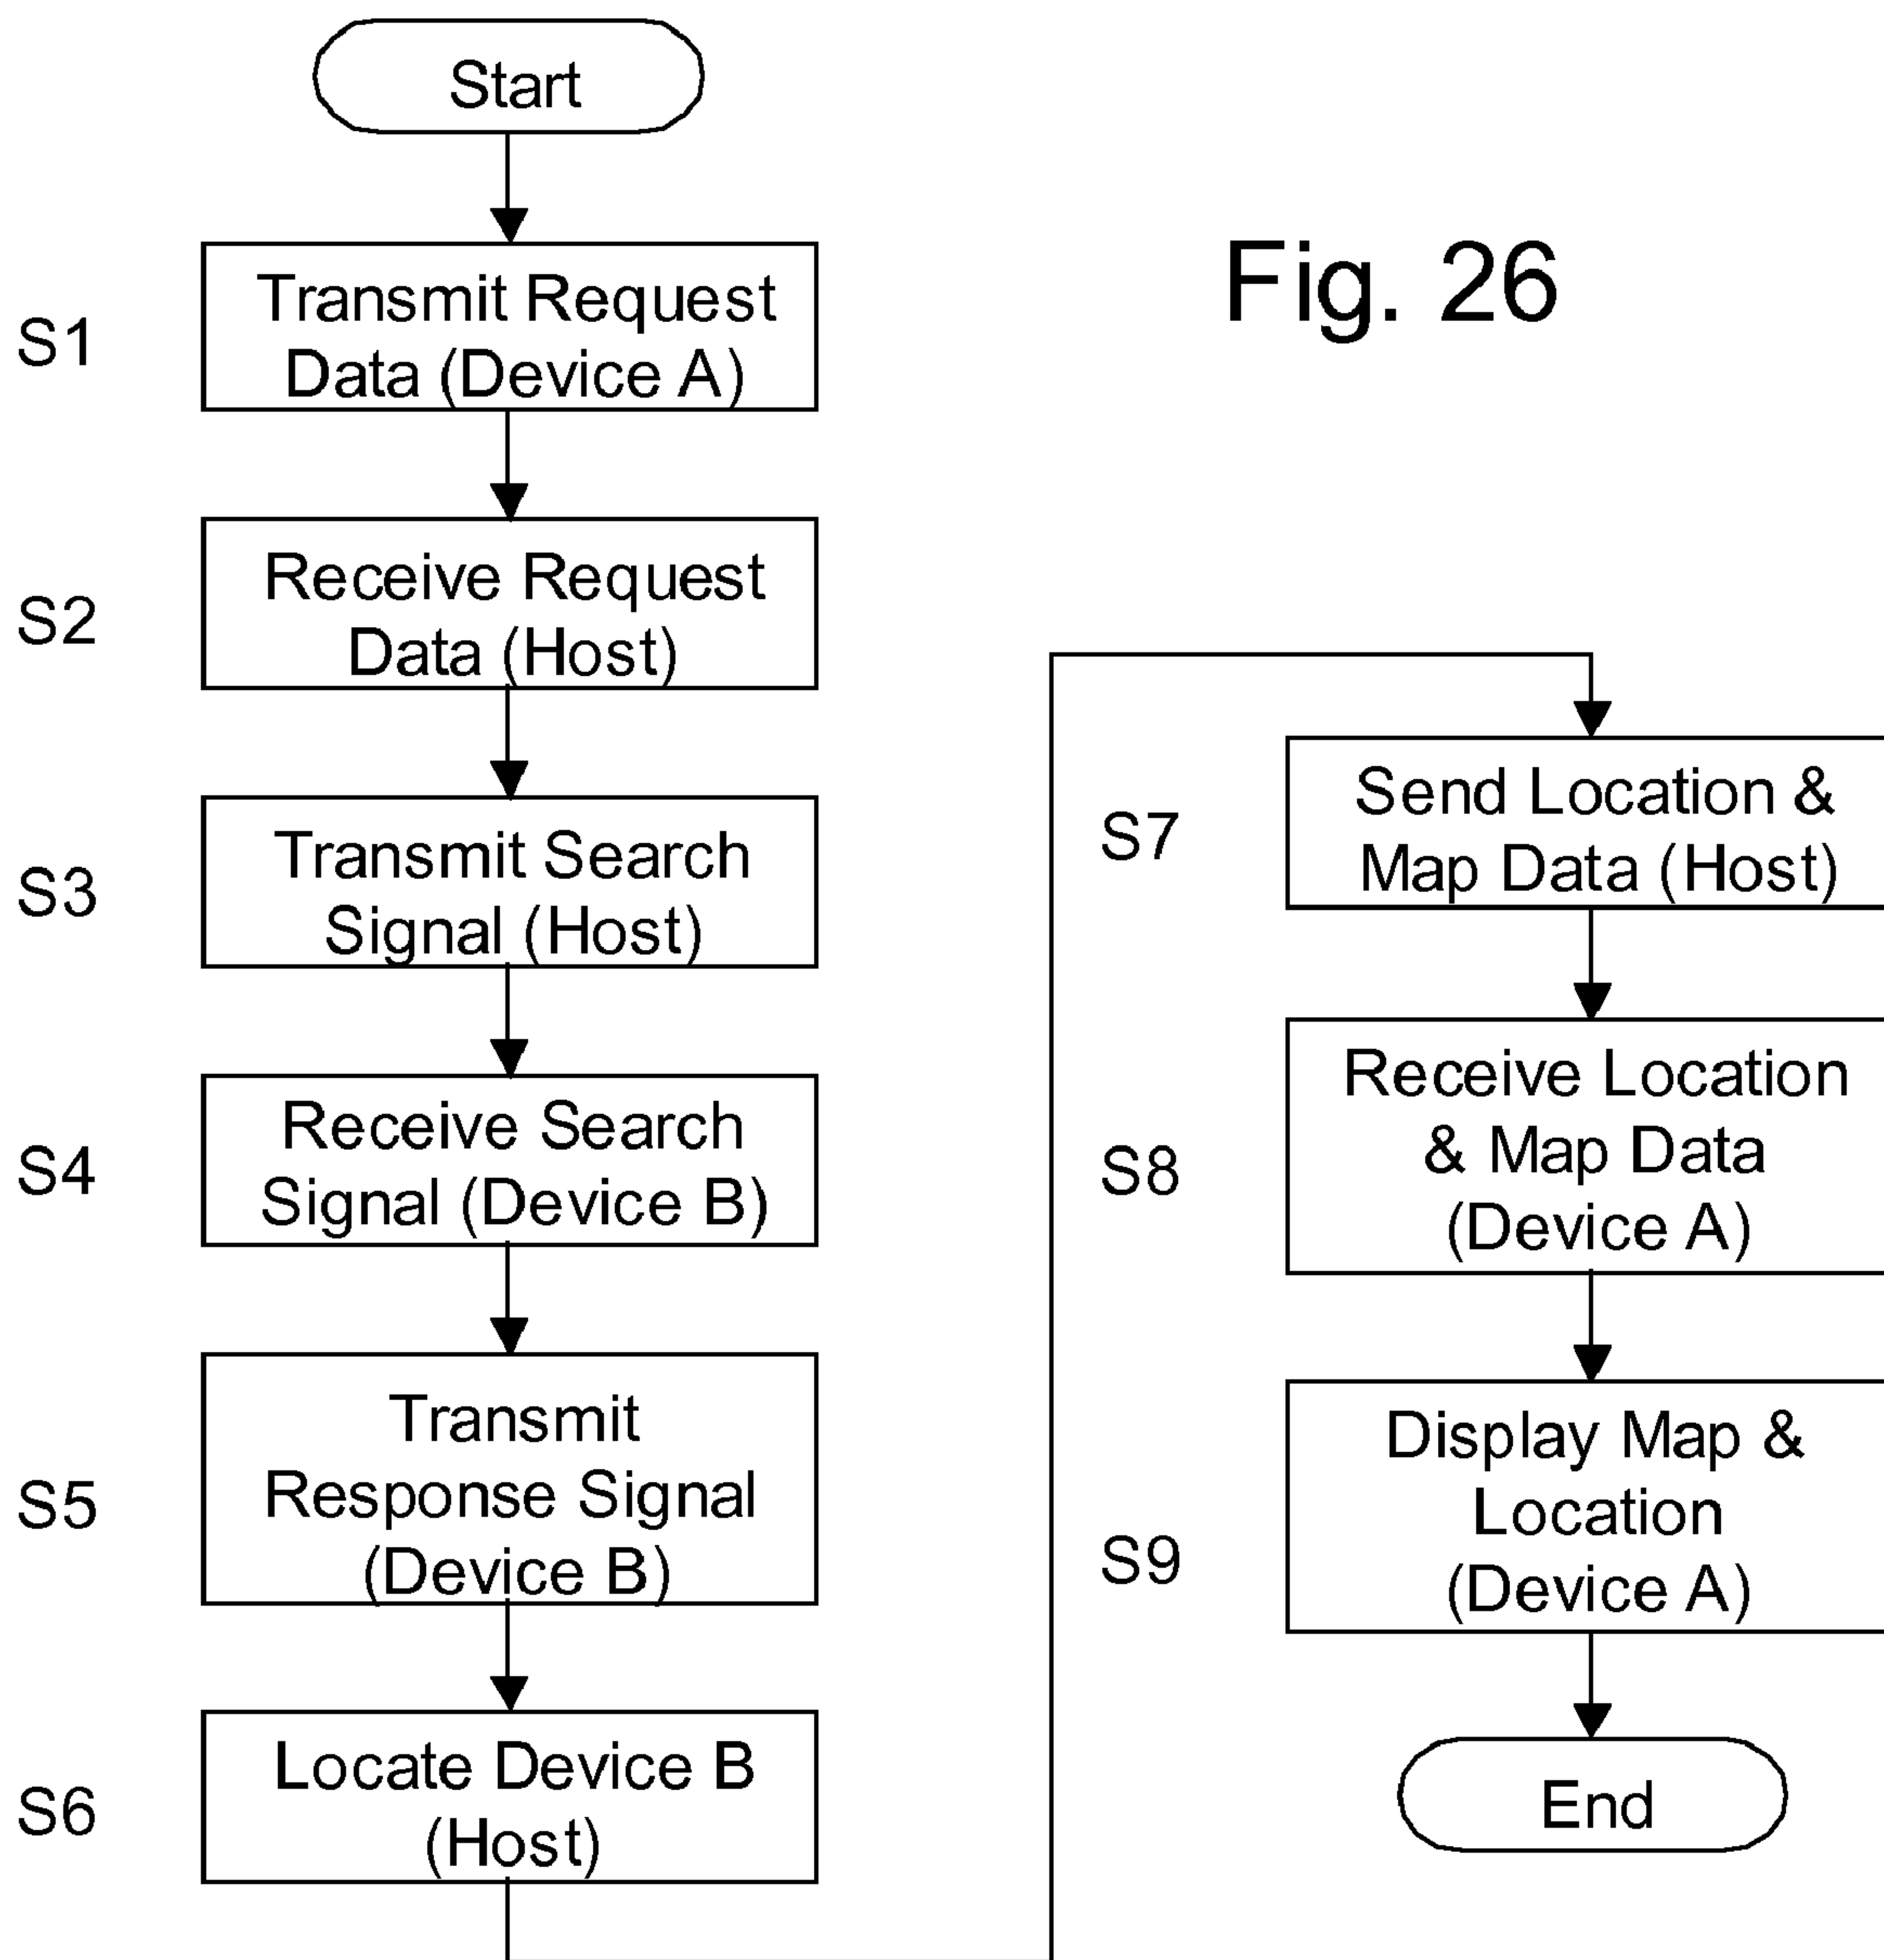 Start
Fig. 26
S1
Transmit Request
Data (Device A)
S2
Receive Request
Data (Host)
S3
Transmit Search
Signal (Host)
S4
Receive Search
Signal (Device B)
S5
Transmit
Response Signal
(Device B)
S6
Locate Device B
(Host)
S7
Send Location &
Map Data (Host)
S8
Receive Location
& Map Data
(Device A)
S9
Display Map &
Location
(Device A)
End